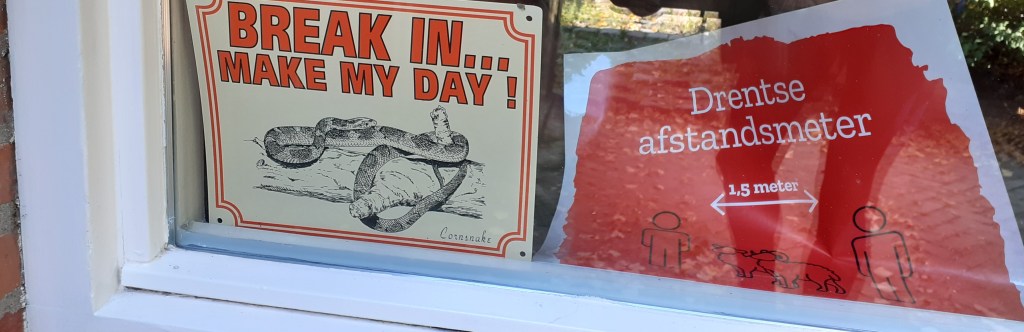 BREAK IN...
MAKE MY DAY !
Cornsnake
Drentse
afstandsmeter
1,5 meter